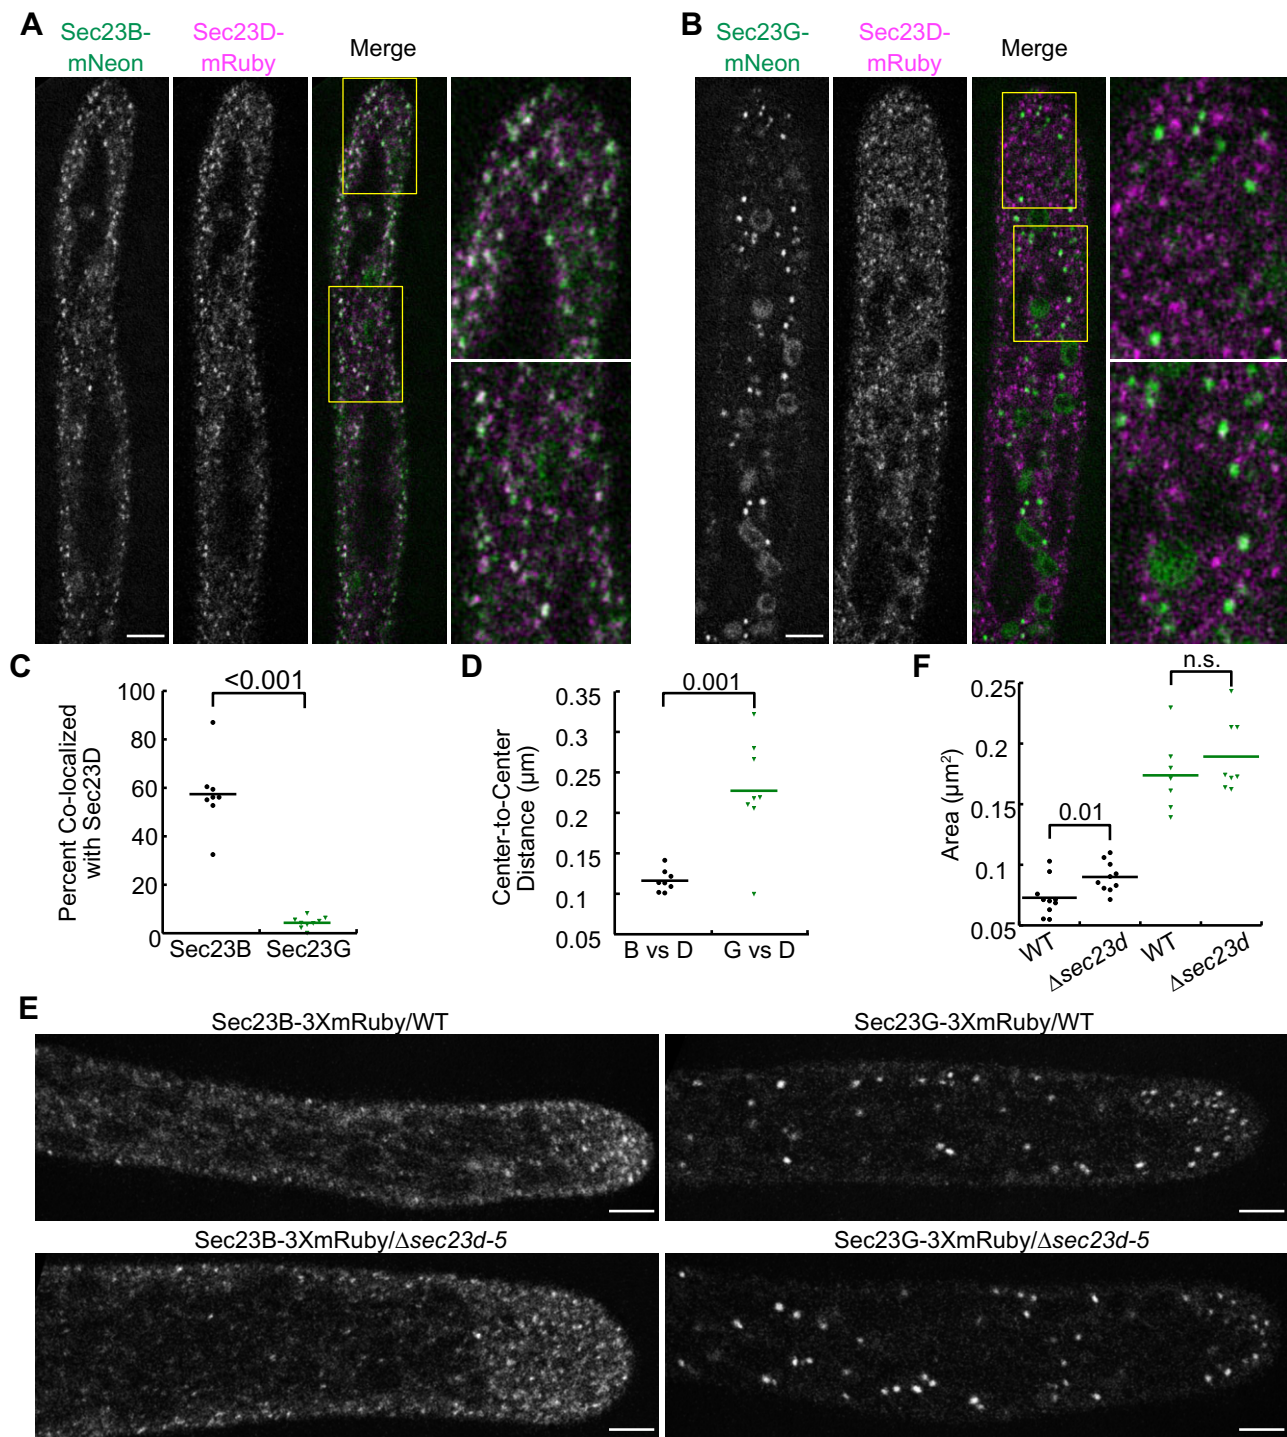 A
Sec23B-
mNeon
Sec23D-
mRuby
Merge
B
Sec23G-
mNeon
Sec23D-
mRuby
Merge
C
Percent Co-localized
with Sec23D
100
80
60
40
20
0
<0.001
Sec23B
Sec23G
D
Center-to-Center
Distance (µm)
0.35
0.3
0.25
0.2
0.15
0.1
0.05
0.001
B vs D
G vs D
F
Area (µm²)
0.25
0.2
0.15
0.1
0.05
0.01
n.s.
WT
Δsec23d
WT
Δsec23d
E
Sec23B-3XmRuby/WT
Sec23G-3XmRuby/WT
Sec23B-3XmRuby/Δsec23d-5
Sec23G-3XmRuby/Δsec23d-5